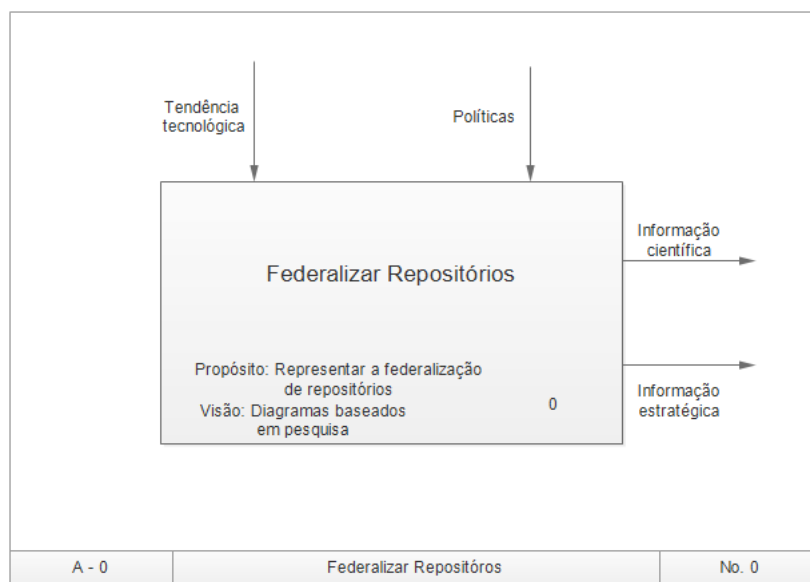 Tendência
tecnológica
Políticas
Informação
científica
Federalizar Repositórios
Propósito: Representar a federalização
de repositórios
Visão: Diagramas baseados
em pesquisa
0
Informação
estratégica
A - 0
Federalizar Repositóros
No. 0